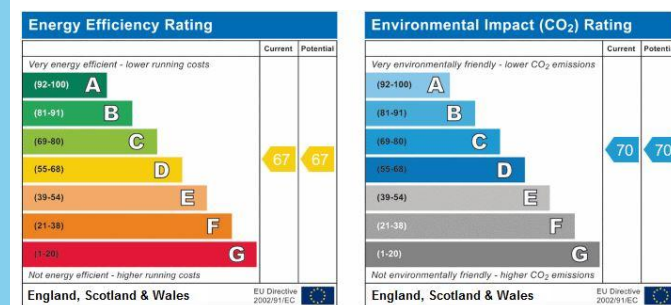 Energy Efficiency Rating
Current Potential
Very energy efficient - lower running costs
(92-100) A
(81-91) B
(69-80) C
(55-68) D
67 67
(39-54) E
(21-38) F
(1-20) G
Not energy efficient - higher running costs
England, Scotland & Wales
EU Directive
2002/91/EC
Environmental Impact (CO₂) Rating
Current Potential
Very environmentally friendly - lower CO₂ emissions
(92-100) A
(81-91) B
(69-80) C
70 70
(55-68) D
(39-54) E
(21-38) F
(1-20) G
Not environmentally friendly - higher CO₂ emissions
England, Scotland & Wales
EU Directive
2002/91/EC